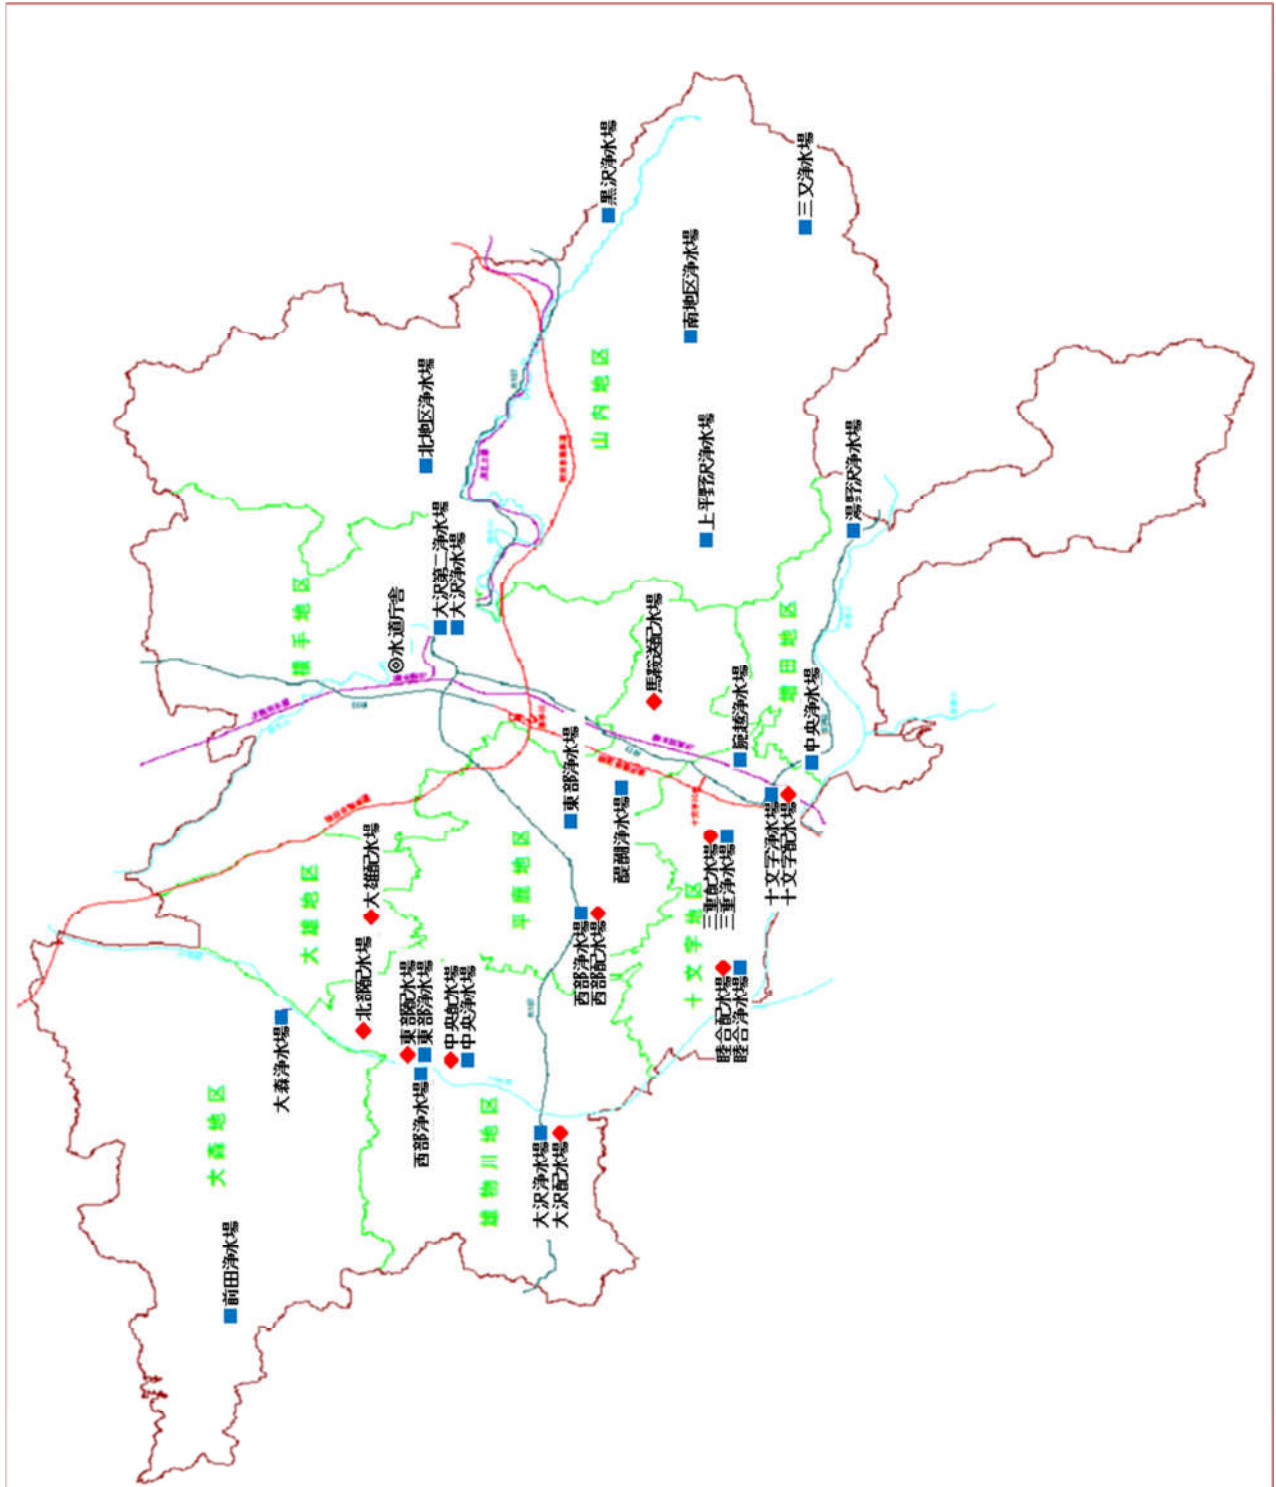 黒沢浄水場
三又浄水場
南地区浄水場
山内地区
北地区浄水場
上平野沢浄水場
湯野沢浄水場
大沢第二浄水場
大沢浄水場
横手地区
水道庁舎
増田地区
馬鞍送配水場
中央浄水場
東部浄水場
醍醐浄水場
平鹿地区
大雄地区
大雄配水場
三重配水場
三重浄水場
十文字浄水場
十文字配水場
十文字地区
西部浄水場
西部配水場
北部配水場
東部配水場
東部浄水場
中央配水場
中央浄水場
睦合配水場
睦合浄水場
大森浄水場
西部浄水場
大森地区
雄物川地区
大沢浄水場
大沢配水場
前田浄水場